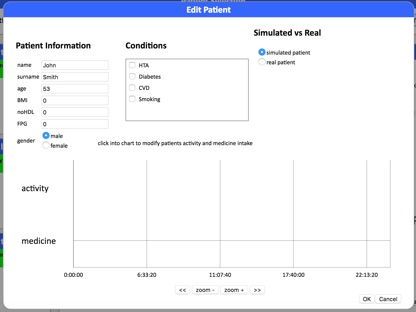 Edit Patient
Simulated vs Real
Patient Information
Conditions
simulated patient
real patient
name John
surname Smith
age 53
BMI 0
noHDL 0
FPG 0
gender male
female
HTA
Diabetes
CVD
Smoking
click into chart to modify patients activity and medicine intake
activity
medicine
0:00:00 6:33:20 11:07:40 17:40:00 22:13:20
<< zoom - zoom + >>
OK Cancel